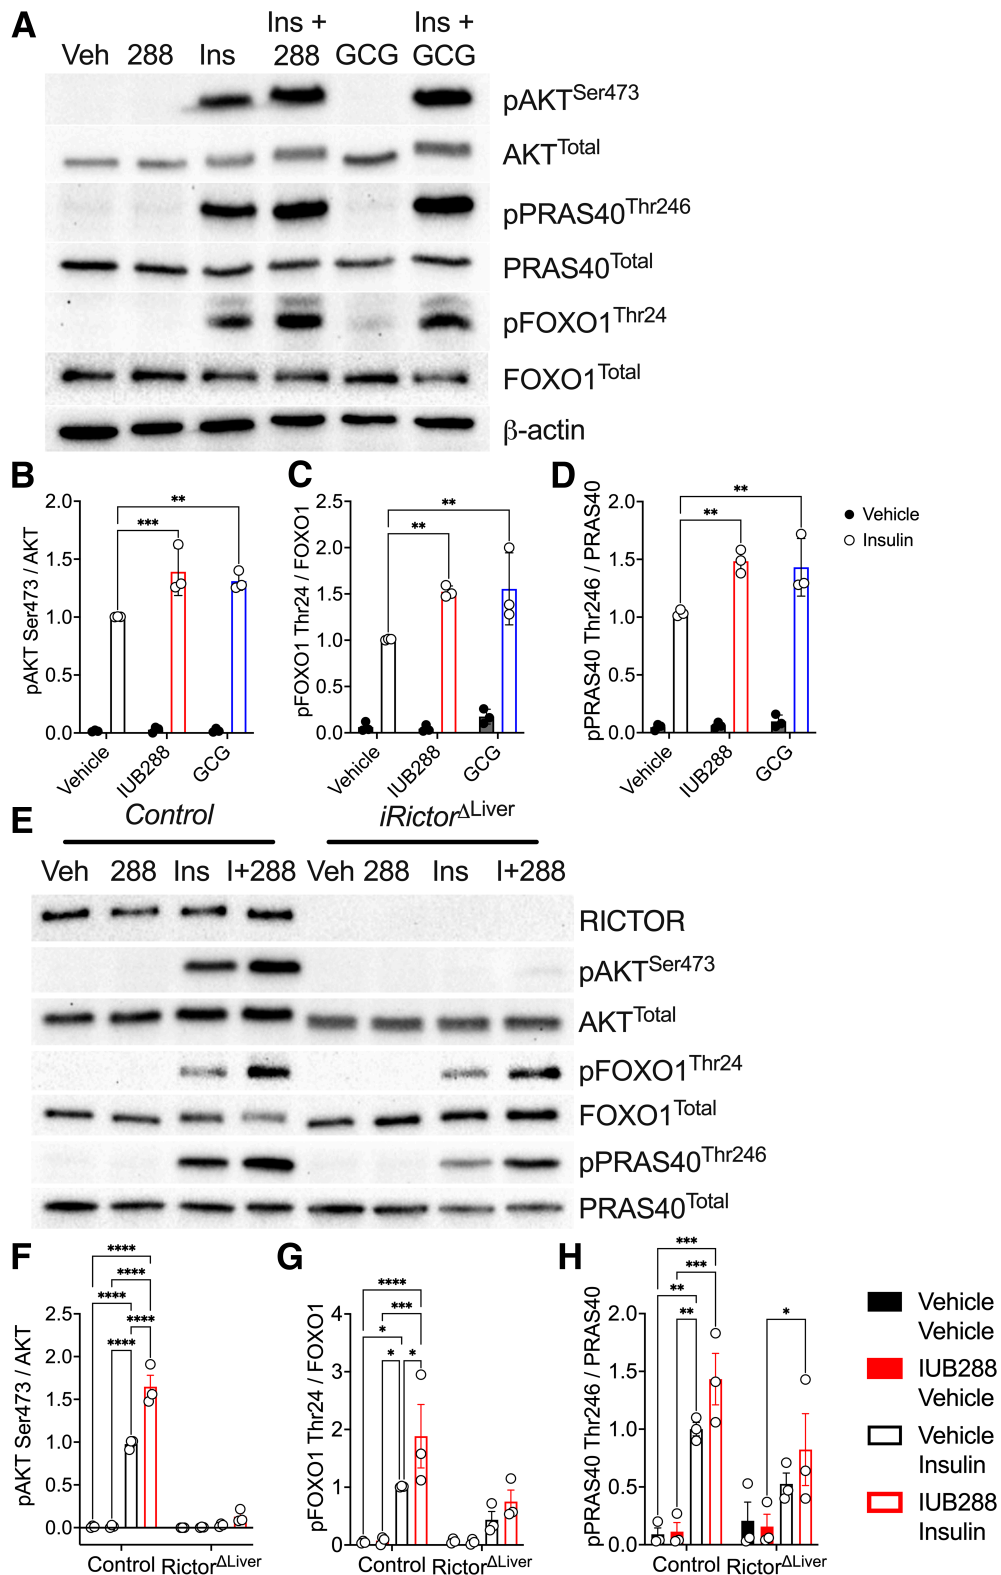 A
Veh 288 Ins Ins + 288 GCG Ins + GCG
pAKTSer473
AKTTotal
pPRAS40Thr246
PRAS40Total
pFOXO1Thr24
FOXO1Total
β-actin
B
pAKT Ser473 / AKT
2.0
1.5
1.0
0.5
0.0
** 
***
Vehicle IUB288 GCG
C
pFOXO1 Thr24 / FOXO1
2.5
2.0
1.5
1.0
0.5
0.0
**
**
Vehicle IUB288 GCG
D
pPRAS40 Thr246 / PRAS40
2.0
1.5
1.0
0.5
0.0
**
**
Vehicle IUB288 GCG
Vehicle
Insulin
E
Control iRictorΔLiver
Veh 288 Ins I+288 Veh 288 Ins I+288
RICTOR
pAKTSer473
AKTTotal
pFOXO1Thr24
FOXO1Total
pPRAS40Thr246
PRAS40Total
F
pAKT Ser473 / AKT
2.5
2.0
1.5
1.0
0.5
0.0
****
****
****
****
****
Control RictorΔLiver
G
pFOXO1 Thr24 / FOXO1
4
3
2
1
0
****
***
*
* *
Control RictorΔLiver
H
pPRAS40 Thr246 / PRAS40
2.0
1.5
1.0
0.5
0.0
***
***
**
**
*
Control RictorΔLiver
Vehicle
Vehicle
IUB288
Vehicle
Vehicle
Insulin
IUB288
Insulin